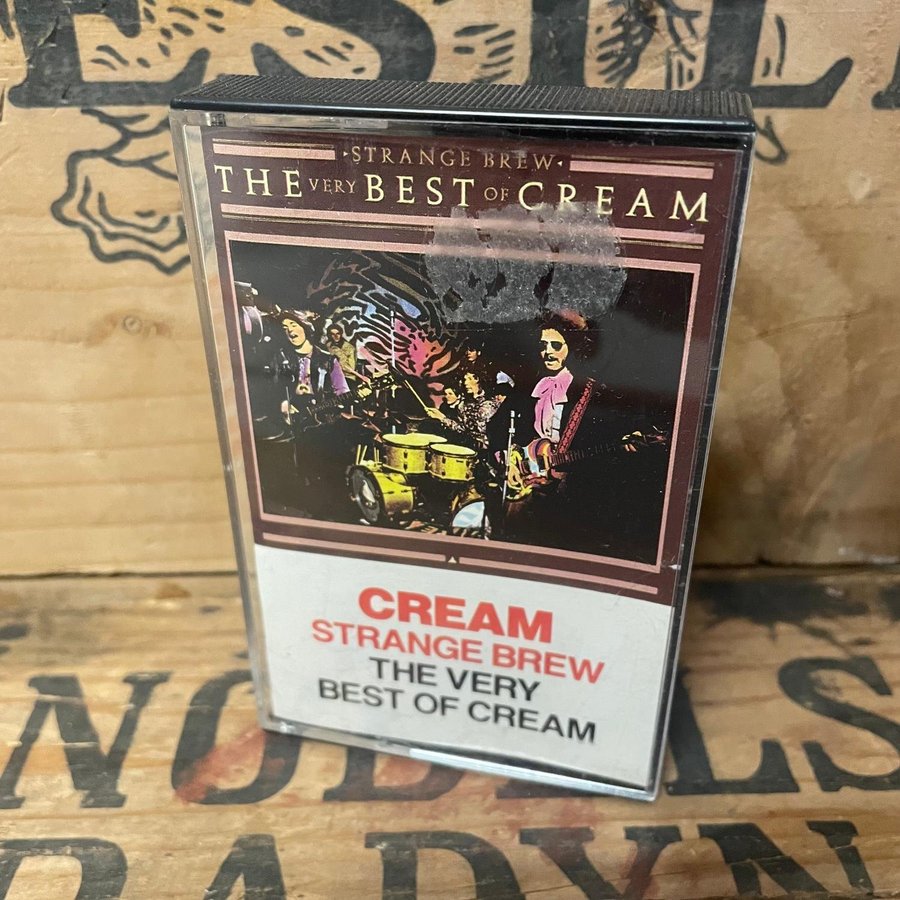 ·STRANGE BREW·
THE VERY BEST OF CREAM
CREAM
STRANGE BREW
THE VERY
BEST OF CREAM